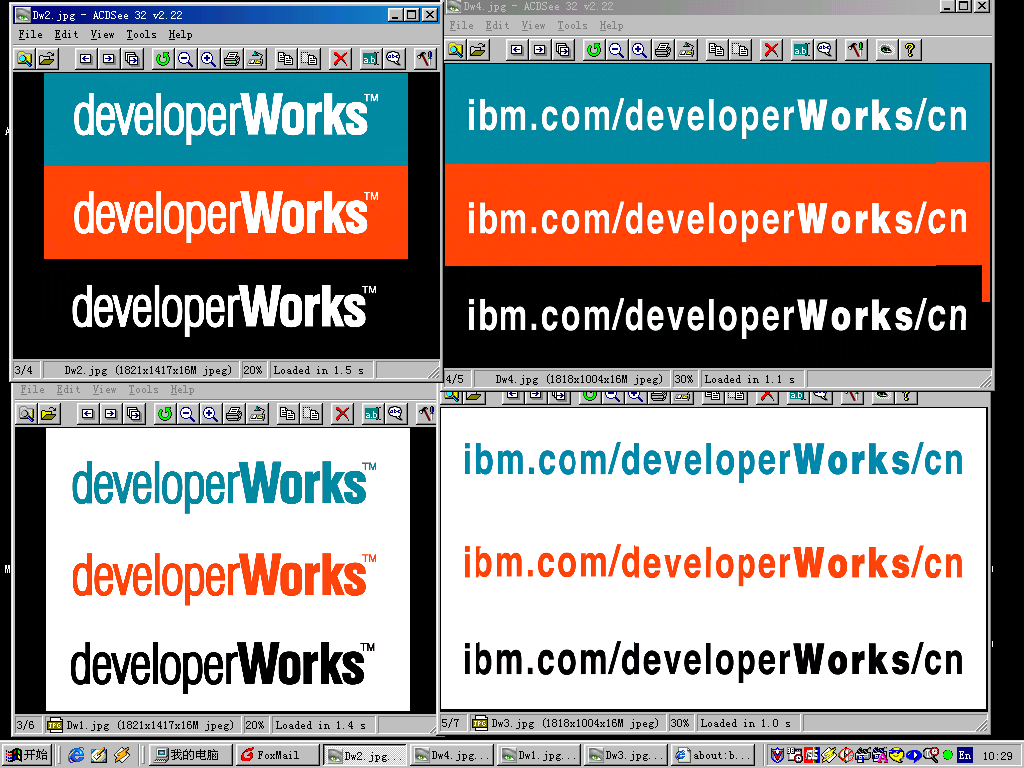 Dw2.jpg - ACDSee 32 v2.22
File Edit View Tools Help
developerWorks™
developerWorks™
developerWorks™
3/4 Dw2.jpg (1821x1417x16M jpeg) 20% Loaded in 1.5 s
Dw4.jpg - ACDSee 32 v2.22
File Edit View Tools Help
ibm.com/developerWorks/cn
ibm.com/developerWorks/cn
ibm.com/developerWorks/cn
4/5 Dw4.jpg (1818x1004x16M jpeg) 30% Loaded in 1.1 s
File Edit View Tools Help
developerWorks™
developerWorks™
developerWorks™
3/6 JPG Dw1.jpg (1821x1417x16M jpeg) 20% Loaded in 1.4 s
ibm.com/developerWorks/cn
ibm.com/developerWorks/cn
ibm.com/developerWorks/cn
5/7 JPG Dw3.jpg (1818x1004x16M jpeg) 30% Loaded in 1.0 s
开始 我的电脑 FoxMail Dw2.jpg... Dw4.jpg... Dw1.jpg... Dw3.jpg... about:b... En 10:29